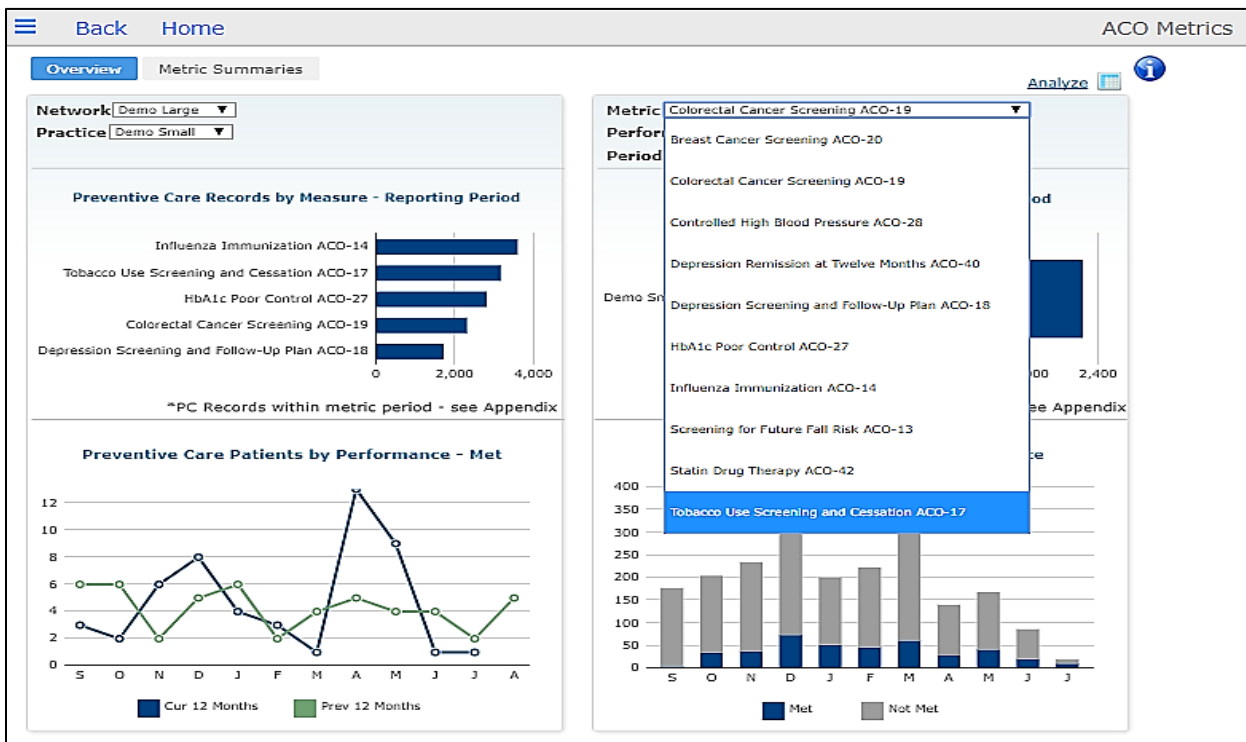 Back Home ACO Metrics
Overview Metric Summaries
Analyze
Network Demo Large
Practice Demo Small
Preventive Care Records by Measure - Reporting Period
Influenza Immunization ACO-14
Tobacco Use Screening and Cessation ACO-17
HbA1c Poor Control ACO-27
Colorectal Cancer Screening ACO-19
Depression Screening and Follow-Up Plan ACO-18
0 2,000 4,000
*PC Records within metric period - see Appendix
Preventive Care Patients by Performance - Met
12
10
8
6
4
2
0
S O N D J F M A M J J A
Cur 12 Months Prev 12 Months
Metric Colorectal Cancer Screening ACO-19
Perfor
Period
Breast Cancer Screening ACO-20
Colorectal Cancer Screening ACO-19
Controlled High Blood Pressure ACO-28
Depression Remission at Twelve Months ACO-40
Depression Screening and Follow-Up Plan ACO-18
HbA1c Poor Control ACO-27
Influenza Immunization ACO-14
Screening for Future Fall Risk ACO-13
Statin Drug Therapy ACO-42
Tobacco Use Screening and Cessation ACO-17
od
Demo Sm
00 2,400
ee Appendix
ce
400
350
300
250
200
150
100
50
0
S O N D J F M A M J J
Met Not Met